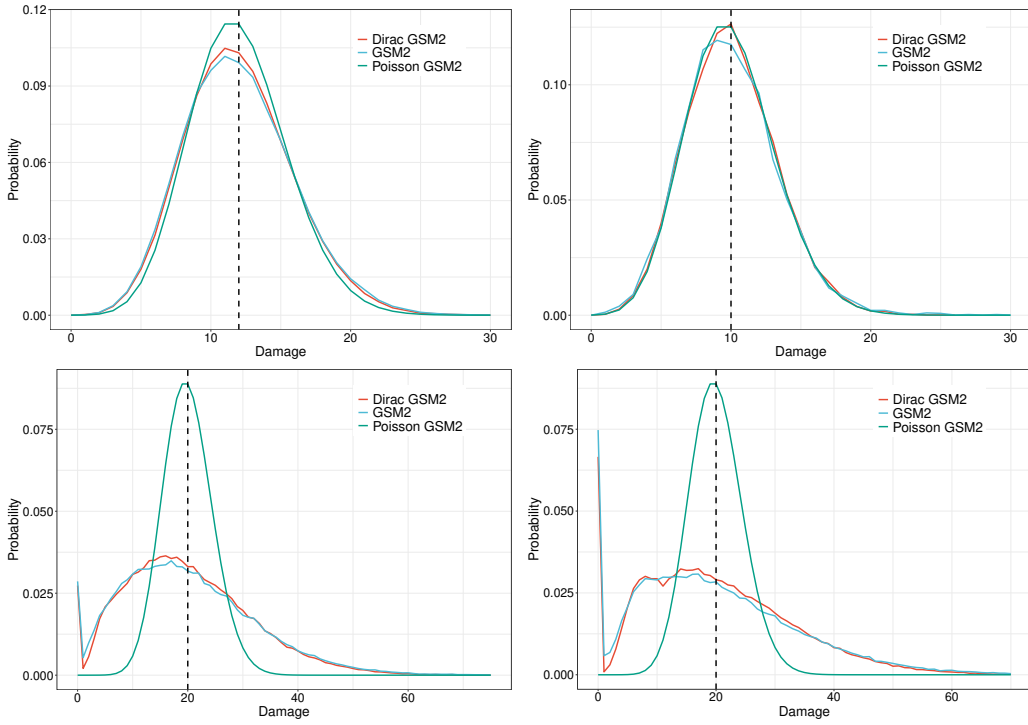 0.12
0.09
0.06
0.03
0.00
Probability
0
10
20
30
Damage
Dirac GSM2
GSM2
Poisson GSM2
0.10
0.05
0.00
Probability
0
10
20
30
Damage
Dirac GSM2
GSM2
Poisson GSM2
0.075
0.050
0.025
0.000
Probability
0
20
40
60
Damage
Dirac GSM2
GSM2
Poisson GSM2
0.075
0.050
0.025
0.000
Probability
0
20
40
60
Damage
Dirac GSM2
GSM2
Poisson GSM2